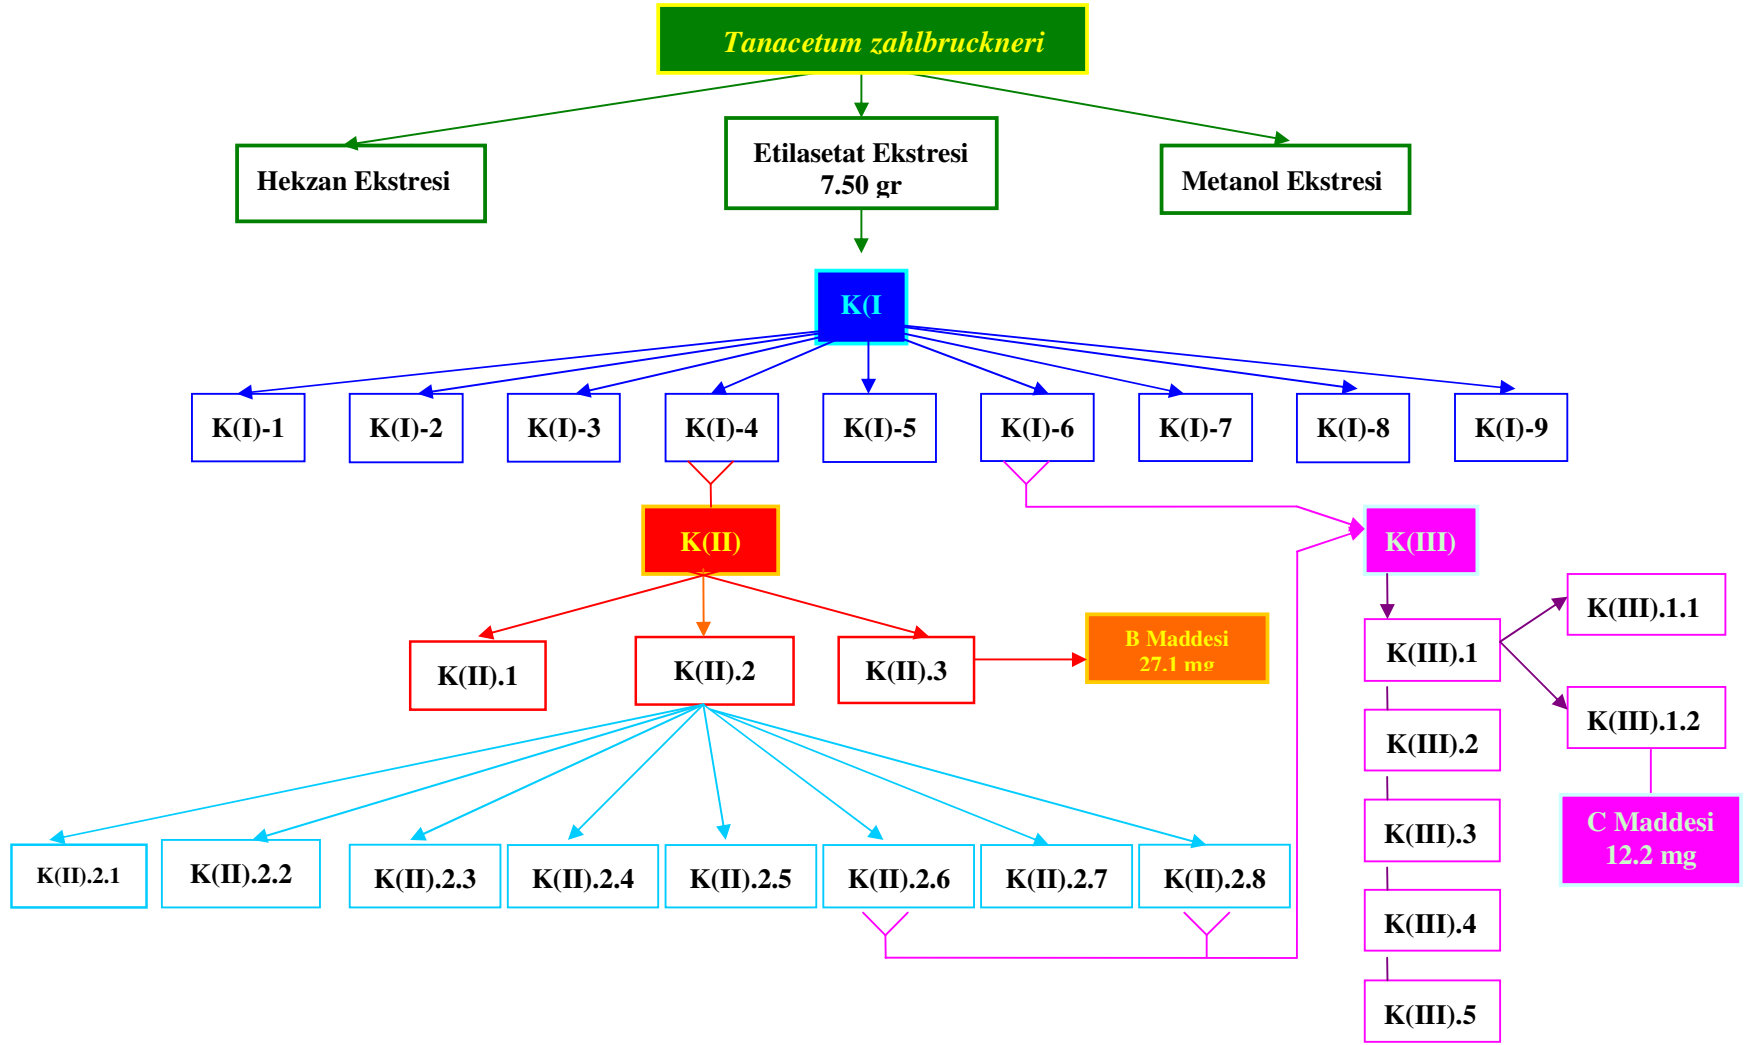 Tanacetum zahlbruckneri
Hekzan Ekstresi
Etilasetat Ekstresi
7.50 gr
Metanol Ekstresi
K(I
K(I)-1
K(I)-2
K(I)-3
K(I)-4
K(I)-5
K(I)-6
K(I)-7
K(I)-8
K(I)-9
K(II)
K(III)
K(II).1
K(II).2
K(II).3
B Maddesi
27.1 mg
K(III).1
K(III).1.1
K(III).1.2
K(III).2
K(III).3
K(III).4
K(III).5
C Maddesi
12.2 mg
K(II).2.1
K(II).2.2
K(II).2.3
K(II).2.4
K(II).2.5
K(II).2.6
K(II).2.7
K(II).2.8